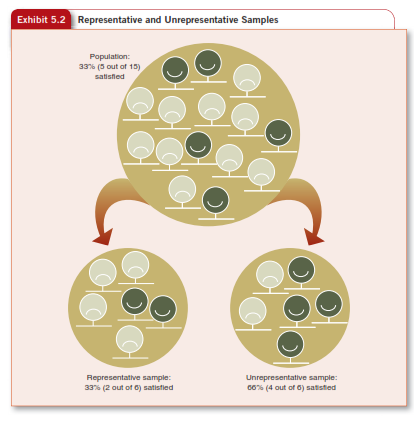 Exhibit 5.2 Representative and Unrepresentative Samples
Population:
33% (5 out of 15)
satisfied
Representative sample:
33% (2 out of 6) satisfied
Unrepresentative sample:
66% (4 out of 6) satisfied